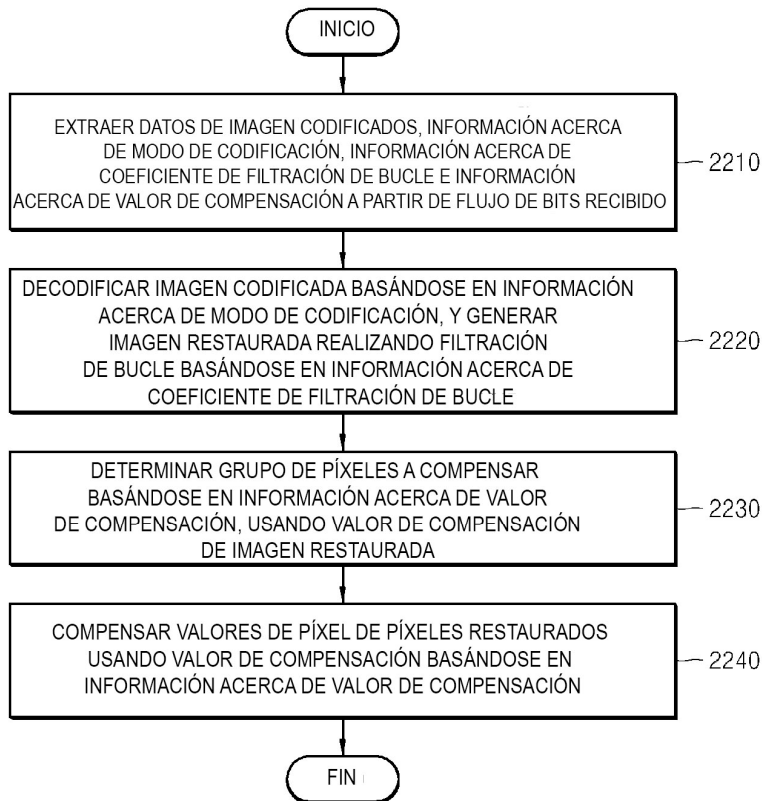 INICIO
EXTRAER DATOS DE IMAGEN CODIFICADOS, INFORMACIÓN ACERCA
DE MODO DE CODIFICACIÓN, INFORMACIÓN ACERCA DE
COEFICIENTE DE FILTRACIÓN DE BUCLE E INFORMACIÓN
ACERCA DE VALOR DE COMPENSACIÓN A PARTIR DE FLUJO DE BITS RECIBIDO
2210
DECODIFICAR IMAGEN CODIFICADA BASÁNDOSE EN INFORMACIÓN
ACERCA DE MODO DE CODIFICACIÓN, Y GENERAR
IMAGEN RESTAURADA REALIZANDO FILTRACIÓN
DE BUCLE BASÁNDOSE EN INFORMACIÓN ACERCA DE
COEFICIENTE DE FILTRACIÓN DE BUCLE
2220
DETERMINAR GRUPO DE PÍXELES A COMPENSAR
BASÁNDOSE EN INFORMACIÓN ACERCA DE VALOR
DE COMPENSACIÓN, USANDO VALOR DE COMPENSACIÓN
DE IMAGEN RESTAURADA
2230
COMPENSAR VALORES DE PÍXEL DE PÍXELES RESTAURADOS
USANDO VALOR DE COMPENSACIÓN BASÁNDOSE EN
INFORMACIÓN ACERCA DE VALOR DE COMPENSACIÓN
2240
FIN